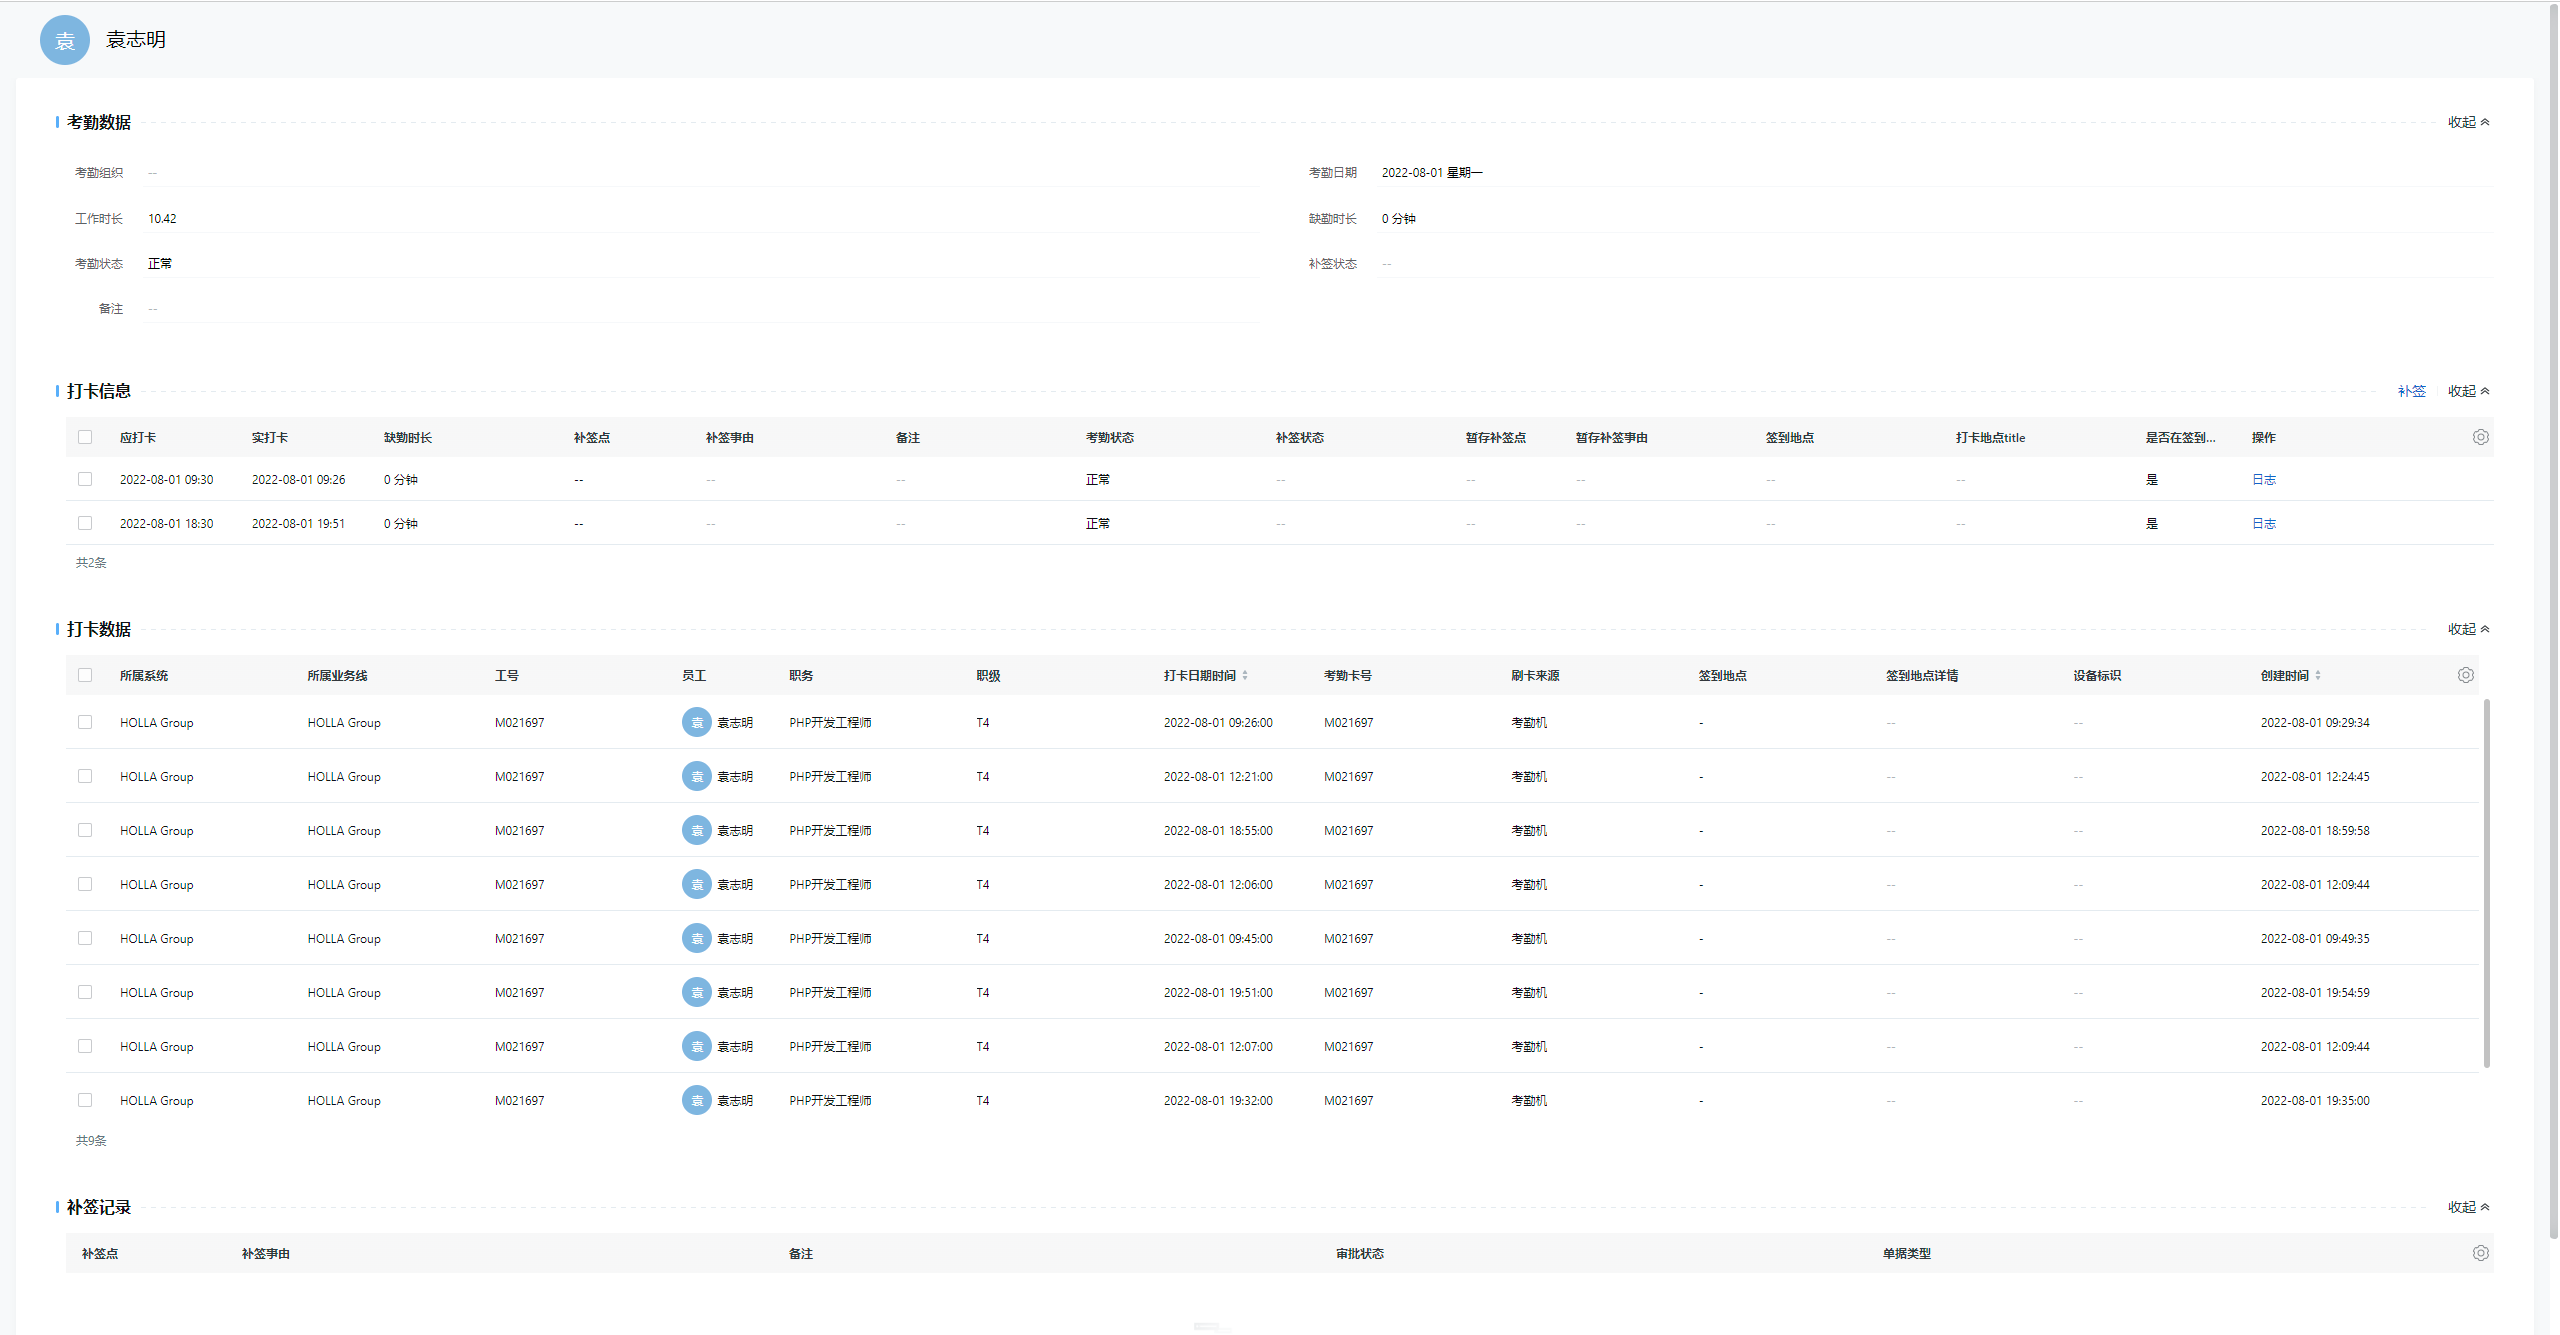 袁 袁志明
考勤数据 收起
考勤组织 -- 考勤日期 2022-08-01 星期一
工作时长 10.42 缺勤时长 0 分钟
考勤状态 正常 补签状态 --
备注 --
打卡信息 补签 收起
应打卡 实打卡 缺勤时长 补签点 补签事由 备注 考勤状态 补签状态 暂存补签点 暂存补签事由 签到地点 打卡地点title 是否在签到... 操作
2022-08-01 09:30 2022-08-01 09:26 0 分钟 -- -- -- 正常 -- -- -- -- -- 是 日志
2022-08-01 18:30 2022-08-01 19:51 0 分钟 -- -- -- 正常 -- -- -- -- -- 是 日志
共2条
打卡数据 收起
所属系统 所属业务线 工号 员工 职务 职级 打卡日期时间 考勤卡号 刷卡来源 签到地点 签到地点详情 设备标识 创建时间
HOLLA Group HOLLA Group M021697 袁 袁志明 PHP开发工程师 T4 2022-08-01 09:26:00 M021697 考勤机 - -- -- 2022-08-01 09:29:34
HOLLA Group HOLLA Group M021697 袁 袁志明 PHP开发工程师 T4 2022-08-01 12:21:00 M021697 考勤机 - -- -- 2022-08-01 12:24:45
HOLLA Group HOLLA Group M021697 袁 袁志明 PHP开发工程师 T4 2022-08-01 18:55:00 M021697 考勤机 - -- -- 2022-08-01 18:59:58
HOLLA Group HOLLA Group M021697 袁 袁志明 PHP开发工程师 T4 2022-08-01 12:06:00 M021697 考勤机 - -- -- 2022-08-01 12:09:44
HOLLA Group HOLLA Group M021697 袁 袁志明 PHP开发工程师 T4 2022-08-01 09:45:00 M021697 考勤机 - -- -- 2022-08-01 09:49:35
HOLLA Group HOLLA Group M021697 袁 袁志明 PHP开发工程师 T4 2022-08-01 19:51:00 M021697 考勤机 - -- -- 2022-08-01 19:54:59
HOLLA Group HOLLA Group M021697 袁 袁志明 PHP开发工程师 T4 2022-08-01 12:07:00 M021697 考勤机 - -- -- 2022-08-01 12:09:44
HOLLA Group HOLLA Group M021697 袁 袁志明 PHP开发工程师 T4 2022-08-01 19:32:00 M021697 考勤机 - -- -- 2022-08-01 19:35:00
共9条
补签记录 收起
补签点 补签事由 备注 审批状态 单据类型